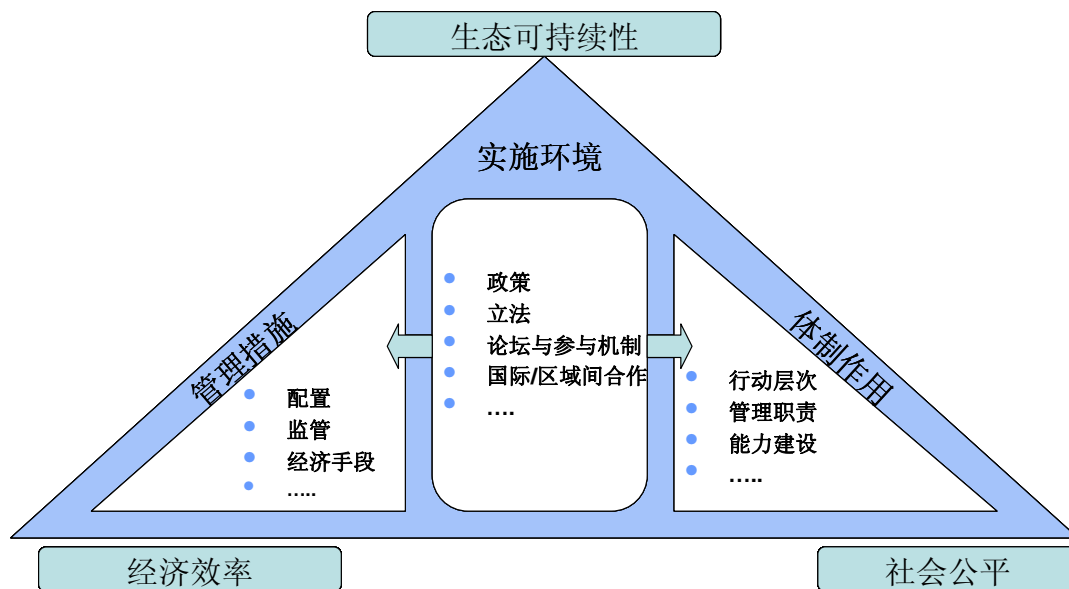 生态可持续性
实施环境
政策
立法
论坛与参与机制
国际/区域间合作
....
管理措施
配置
监管
经济手段
.....
体制作用
行动层次
管理职责
能力建设
.....
经济效率
社会公平